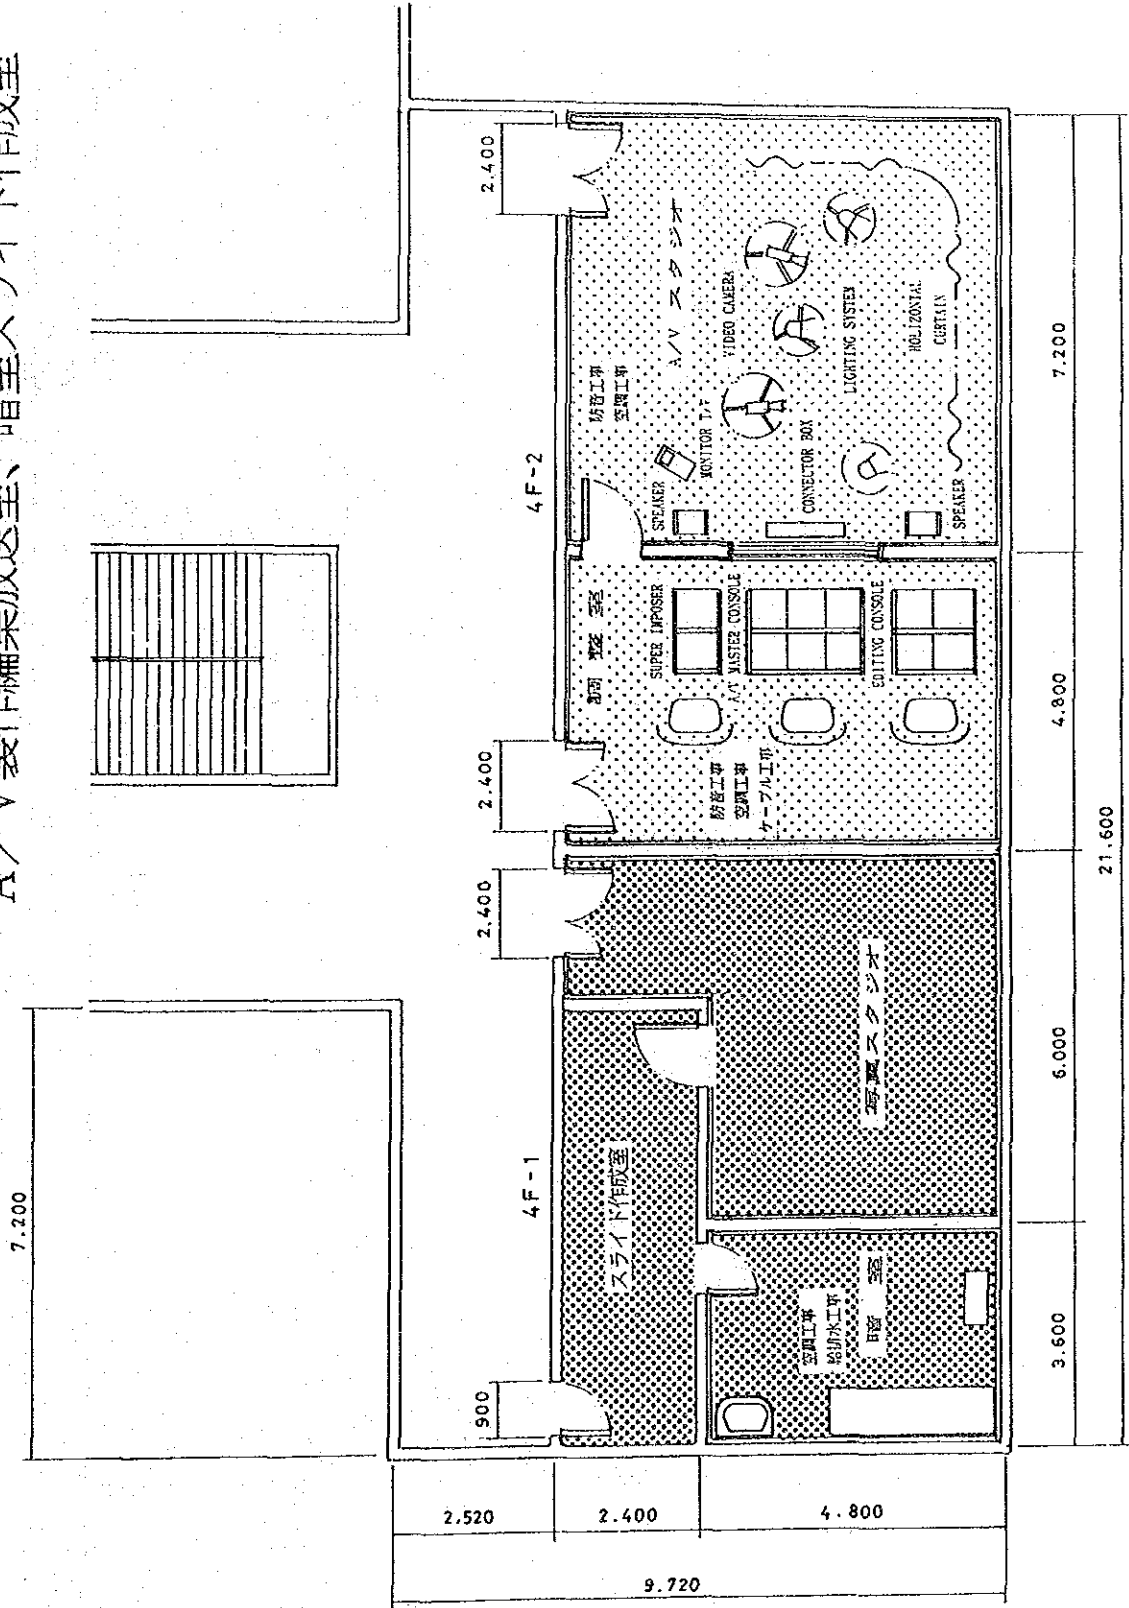 7.200
2.400
4F-2
防音工事
空調工事
A/V スタジオ
VIDEO CAMERA
LIGHTING SYSTEM
HOLIZONTAL
CURTAIN
MONITOR T/V
CONNECTOR BOX
SPEAKER
SPEAKER
7.200
2.400
調整室
SUPER IMPOSER
A/T MASTER CONSOLE
EDITING CONSOLE
防音工事
空調工事
ケーブル工事
4.800
21.600
2.400
写真スタジオ
6.000
4F-1
スライド作成室
900
空調工事
給排水工事
暗室
3.600
2.520
2.400
4.800
9.720